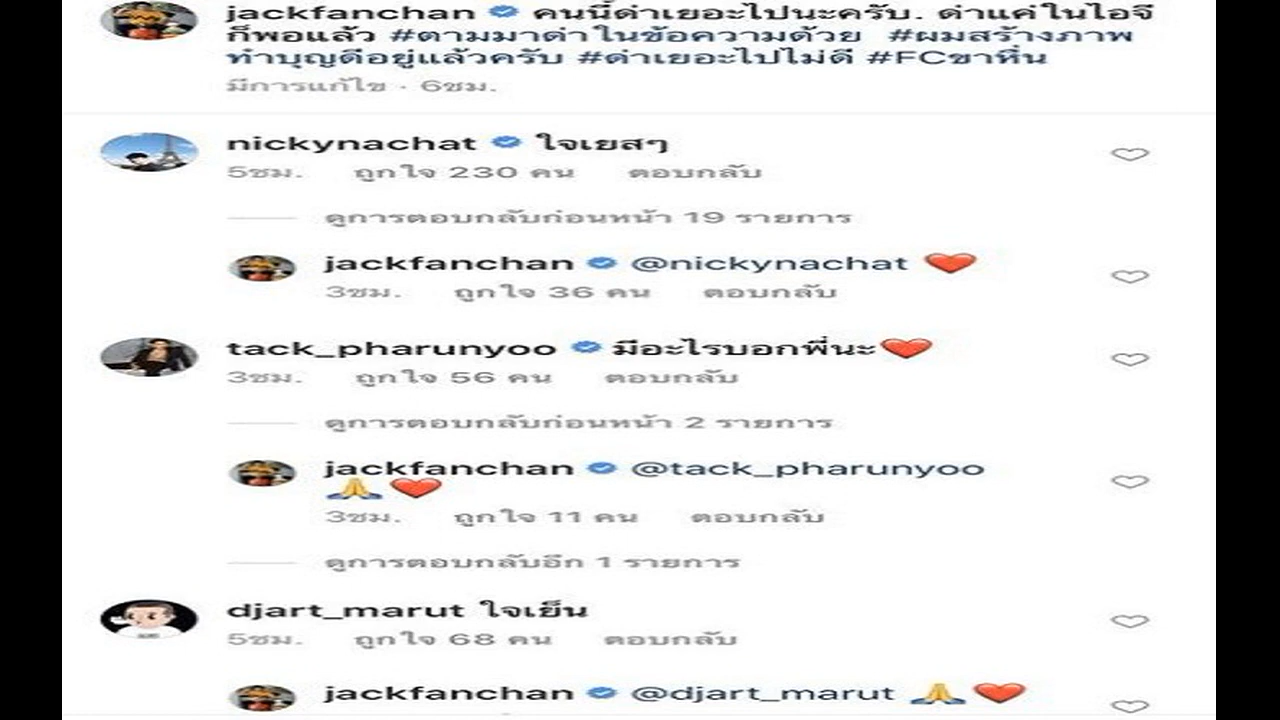 jackfanchan คนนี้ด่าเยอะไปนะครับ. ด่าแค่ในไอจี
ก็พอแล้ว #ตามมาด่าในข้อความด้วย #ผมสร้างภาพ
ทำบุญดีอยู่แล้วครับ #ด่าเยอะไปไม่ดี #FCขาหื่น
มีการแก้ไข · 6ชม.
nickynachat ใจเยสๆ
5ชม. ถูกใจ 230 คน ตอบกลับ
ดูการตอบกลับก่อนหน้า 19 รายการ
jackfanchan @nickynachat ❤️
3ชม. ถูกใจ 36 คน ตอบกลับ
tack_pharunyoo มีอะไรบอกพี่นะ❤️
3ชม. ถูกใจ 56 คน ตอบกลับ
ดูการตอบกลับก่อนหน้า 2 รายการ
jackfanchan @tack_pharunyoo
🙏❤️
3ชม. ถูกใจ 11 คน ตอบกลับ
ดูการตอบกลับอีก 1 รายการ
djart_marut ใจเย็น
5ชม. ถูกใจ 68 คน ตอบกลับ
jackfanchan @djart_marut 🙏❤️